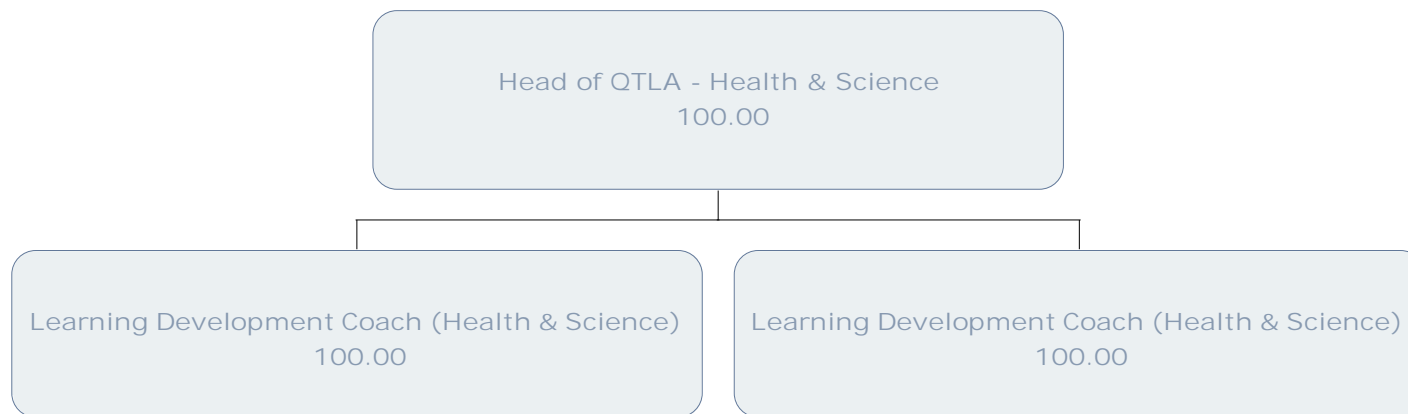 Head of QTLA - Health & Science
100.00
Learning Development Coach (Health & Science)
100.00
Learning Development Coach (Health & Science)
100.00